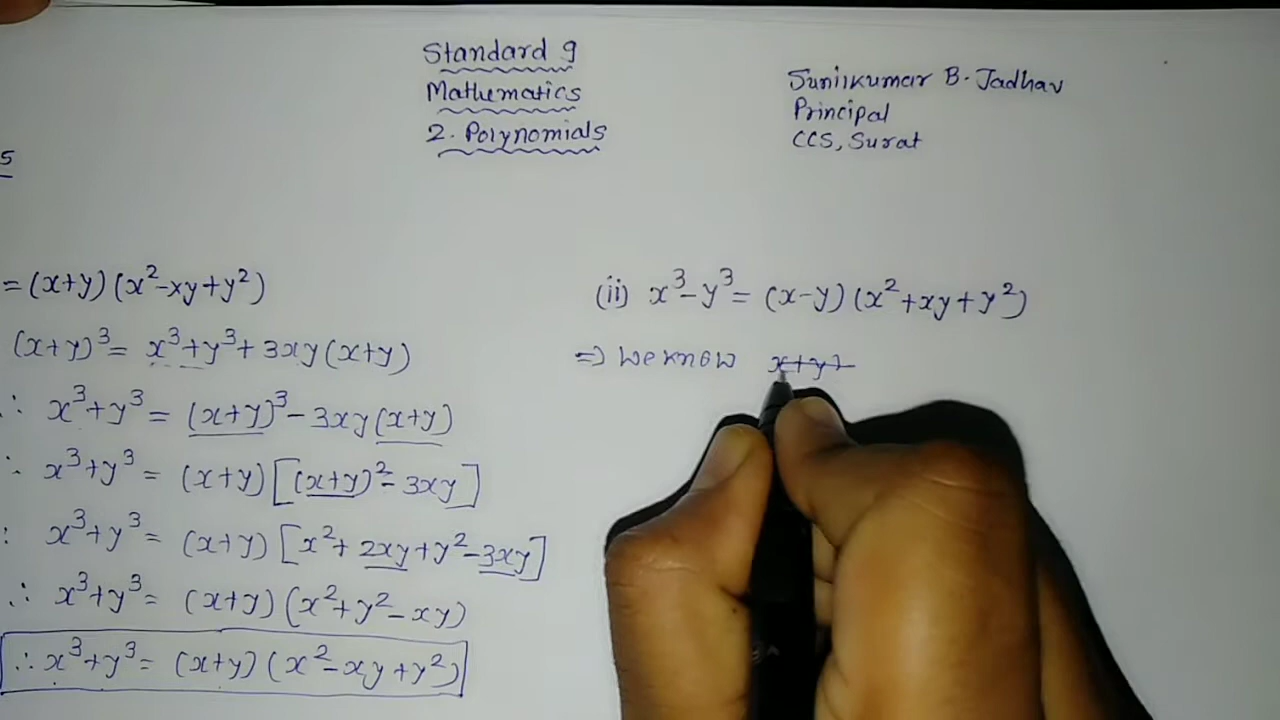 Standard 9
Mathematics
2. Polynomials
Sunilkumar B. Jadhav
Principal
CCS, Surat
5
= (x+y) (x²-xy+y²)
(x+y)³ = x³+y³+3xy(x+y)
∴ x³+y³ = (x+y)³ - 3xy(x+y)
∴ x³+y³ = (x+y) [(x+y)² - 3xy]
∴ x³+y³ = (x+y) [x²+2xy+y²-3xy]
∴ x³+y³ = (x+y) (x²+y²-xy)
∴ x³+y³ = (x+y) (x²-xy+y²)
(ii) x³-y³ = (x-y) (x²+xy+y²)
⇒ We know